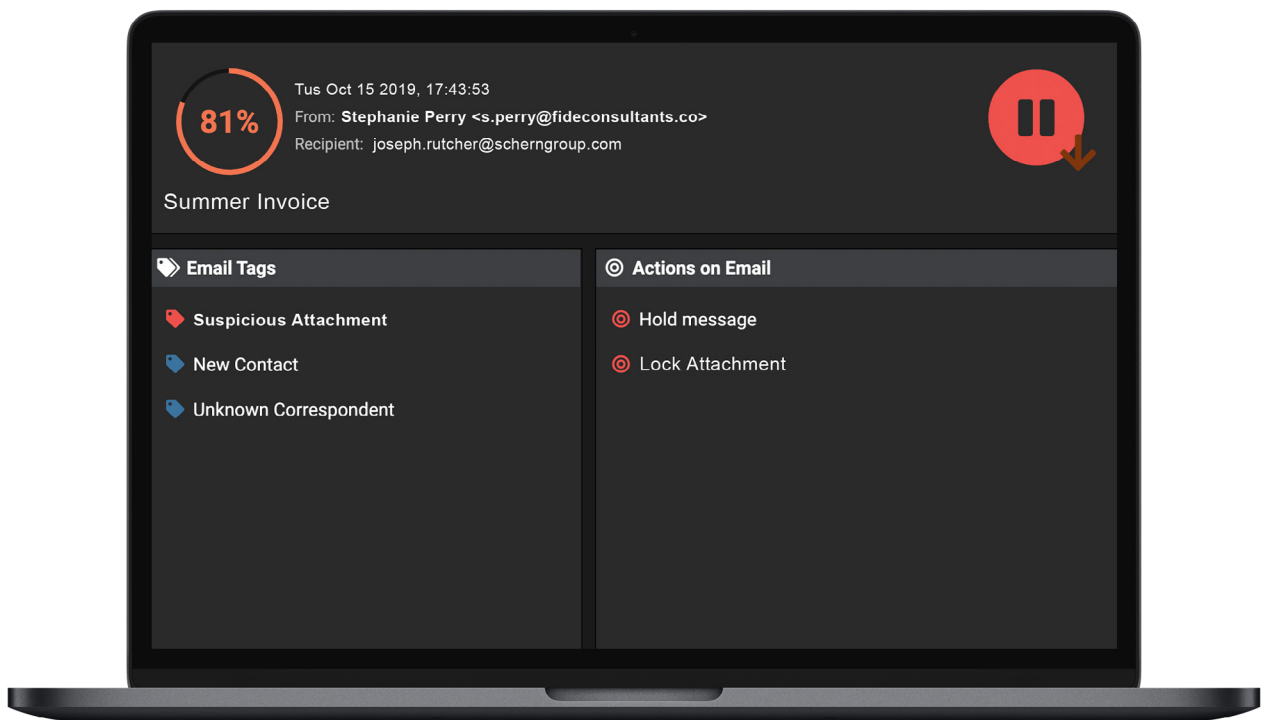 81%
Tue Oct 15 2019, 17:43:53
From: Stephanie Perry <s.perry@fideconsultants.co>
Recipient: joseph.rutcher@scherngroup.com
Summer Invoice
Email Tags
Suspicious Attachment
New Contact
Unknown Correspondent
Actions on Email
Hold message
Lock Attachment